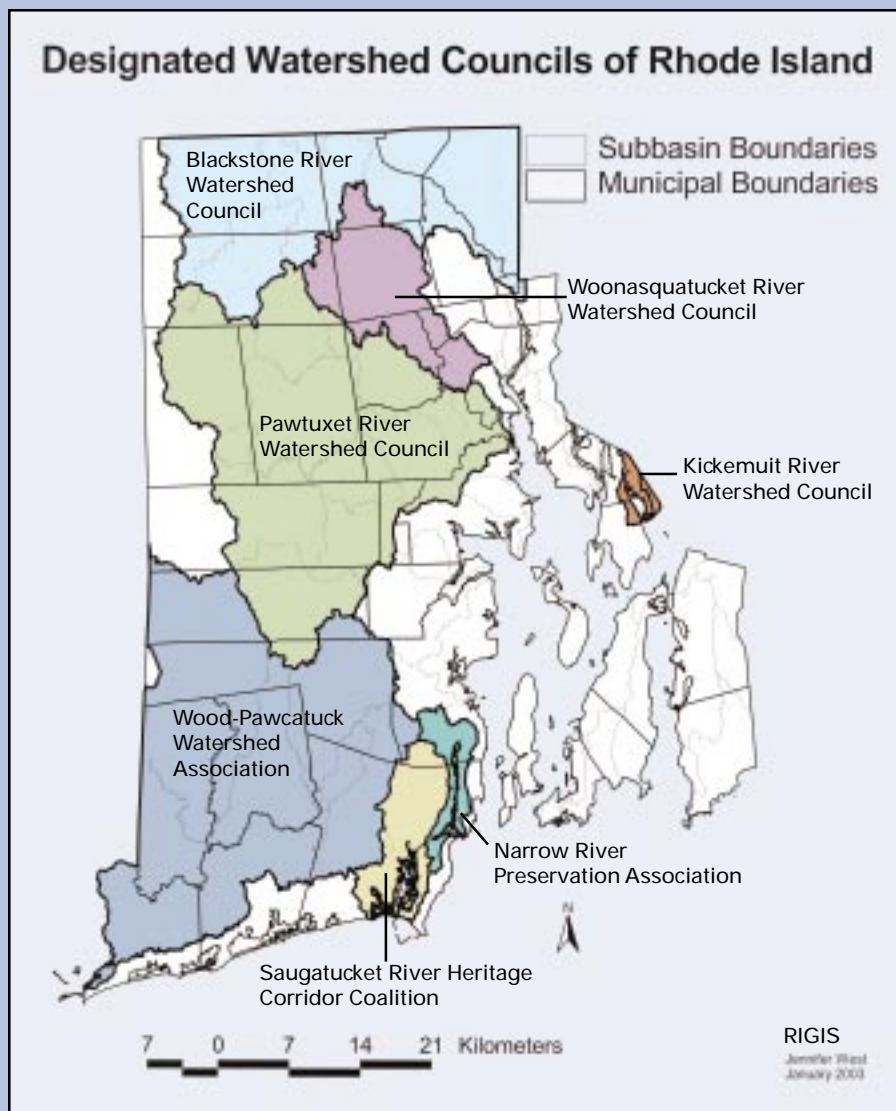 Designated Watershed Councils of Rhode Island
Subbasin Boundaries
Municipal Boundaries
Blackstone River
Watershed
Council
Woonasquatucket River
Watershed Council
Pawtuxet River
Watershed Council
Kickemuit River
Watershed Council
Wood-Pawcatuck
Watershed
Association
Narrow River
Preservation Association
N
Saugatucket River Heritage
Corridor Coalition
7 0 7 14 21 Kilometers
RIGIS
Jennifer West
January 2003